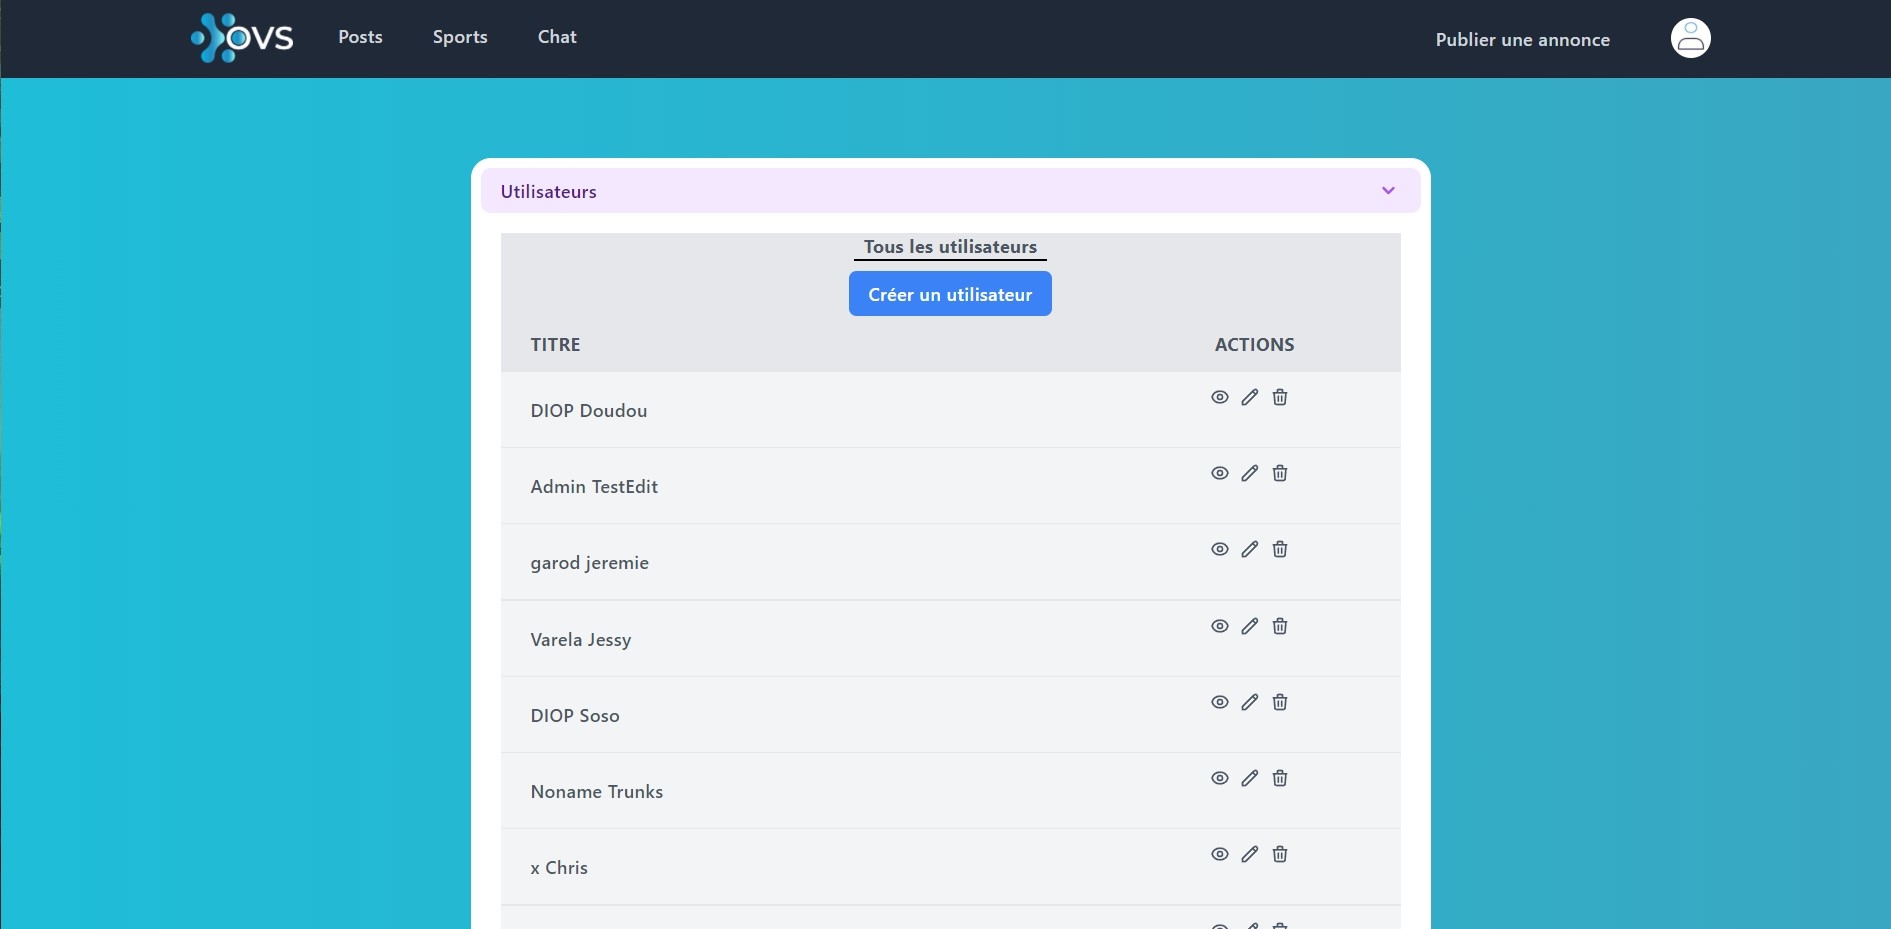 OVS
Posts
Sports
Chat
Publier une annonce
Utilisateurs
Tous les utilisateurs
Créer un utilisateur
TITRE
ACTIONS
DIOP Doudou
Admin TestEdit
garod jeremie
Varela Jessy
DIOP Soso
Noname Trunks
x Chris